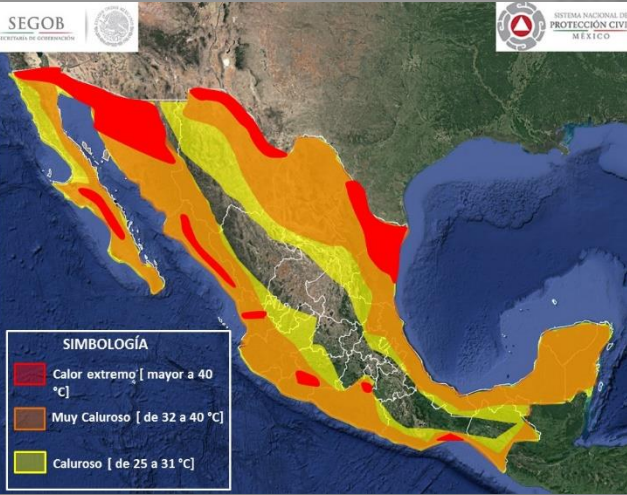 SEGOB
SECRETARÍA DE GOBERNACIÓN
SISTEMA NACIONAL DE
PROTECCIÓN CIVI
MÉXICO
SIMBOLOGÍA
Calor extremo [ mayor a 40
°C]
Muy Caluroso [ de 32 a 40 °C]
Caluroso [ de 25 a 31 °C]